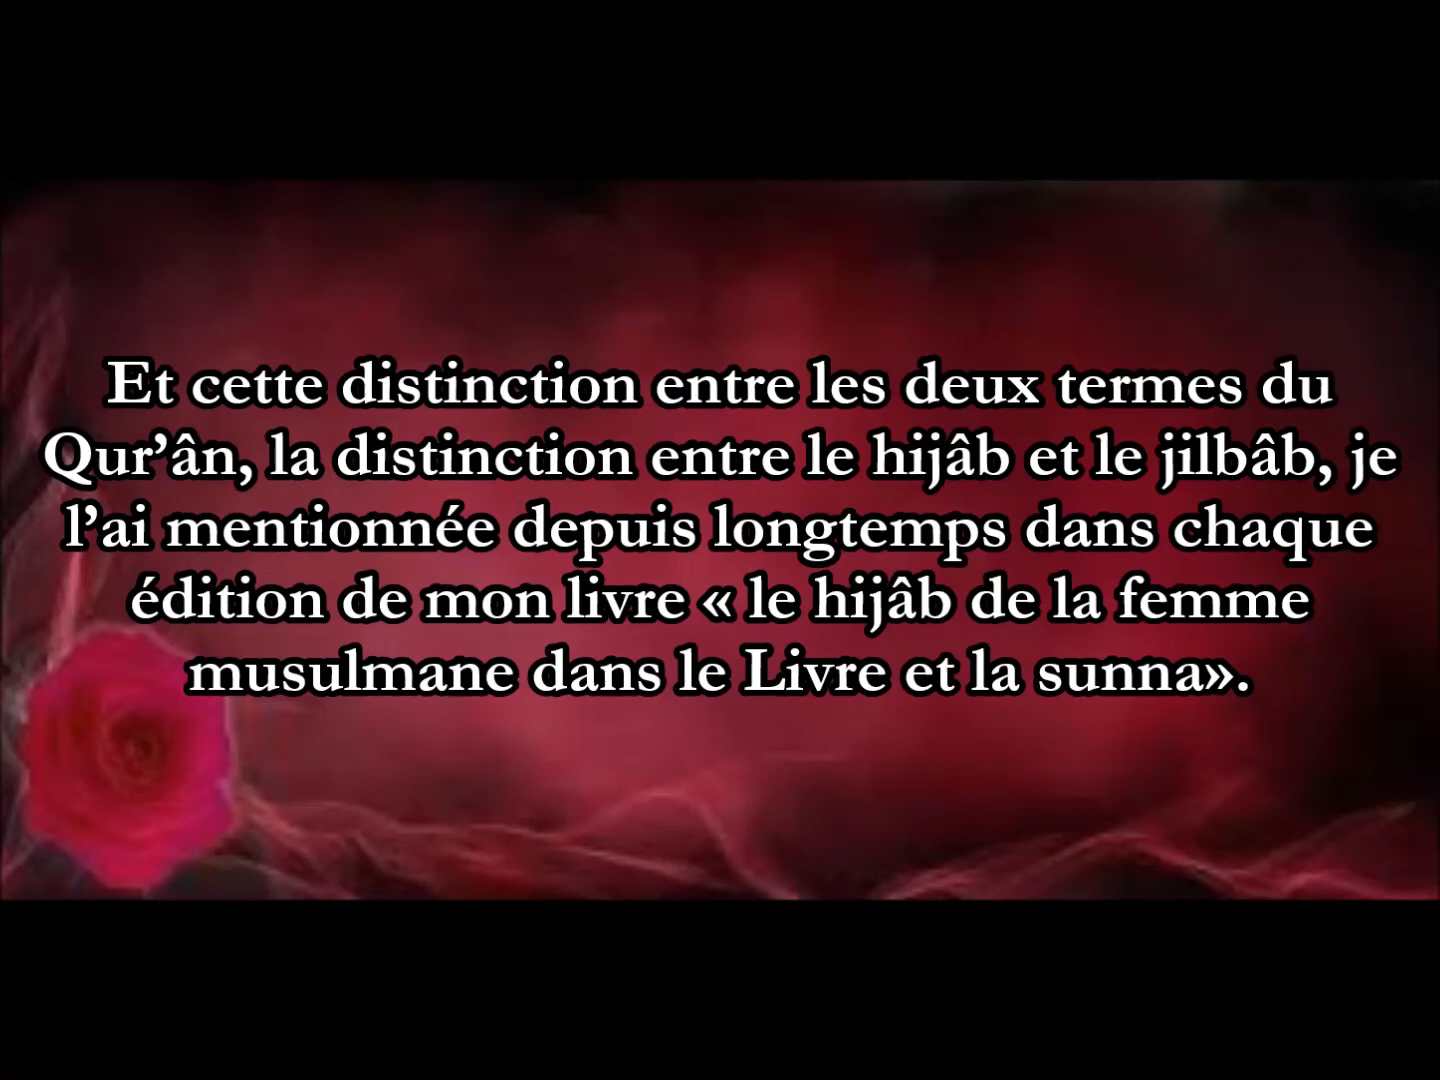 Et cette distinction entre les deux termes du
Qur’ân, la distinction entre le hijâb et le jilbâb, je
l’ai mentionnée depuis longtemps dans chaque
édition de mon livre « le hijâb de la femme
musulmane dans le Livre et la sunna».